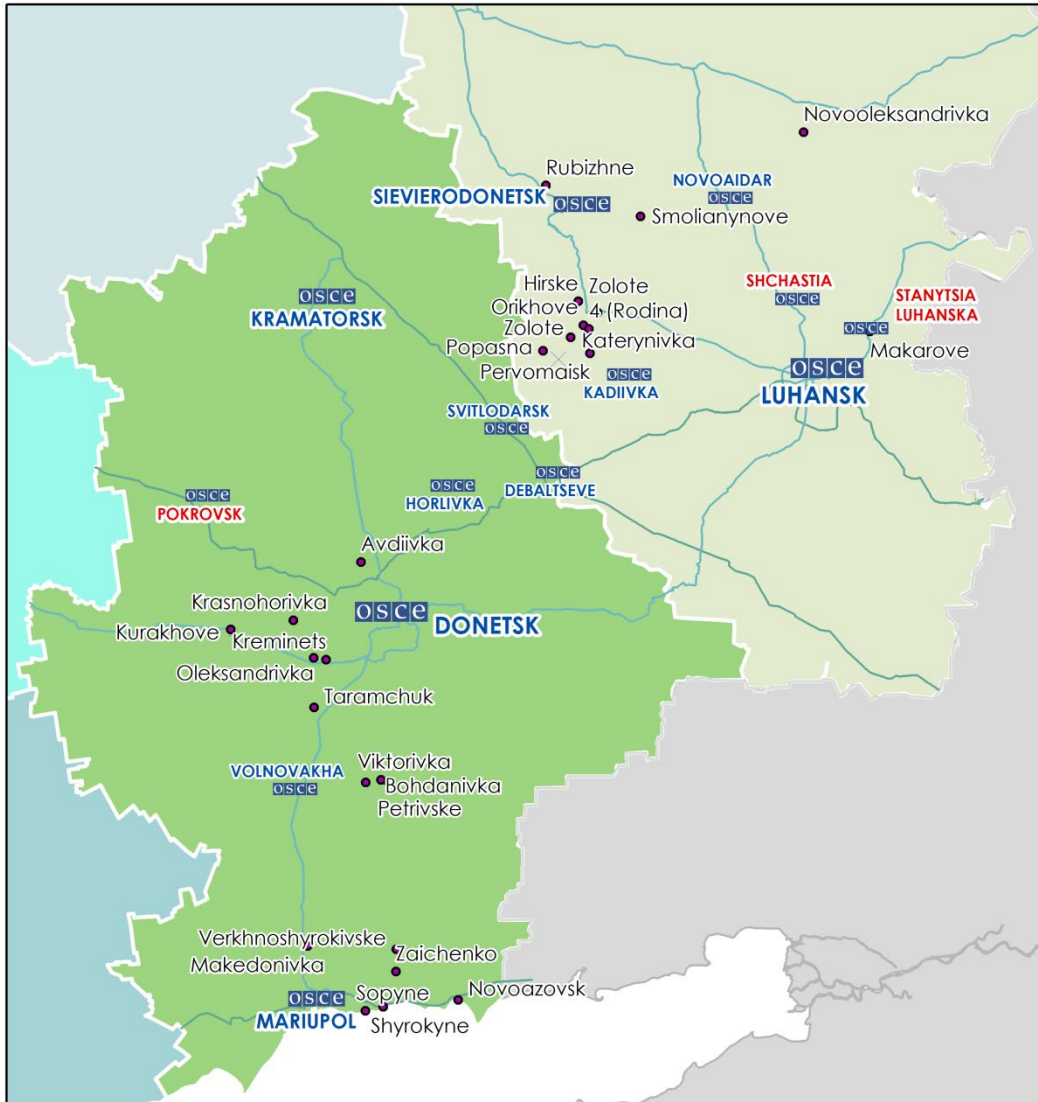 Novooleksandrivka
Rubizhne
osce
SIEVIERODONETSK
NOVOAIDAR
osce
Smolianynove
Hirske
Zolote
4 (Rodina)
Orikhove
Zolote
Katerynivka
Popasna
Pervomaisk
osce
KADIIVKA
SHCHASTIA
osce
STANYTSIA
LUHANSKA
osce
Makarove
osce
LUHANSK
osce
KRAMATORSK
SVITLODARSK
osce
osce
DEBALTSEVE
osce
HORLIVKA
osce
POKROVSK
Avdiivka
Krasnohorivka
osce
DONETSK
Kurakhove
Kreminets
Oleksandrivka
Taramchuk
VOLNOVAKHA
osce
Viktorivka
Bohdanivka
Petrivske
Verkhnoshyrokivske
Zaichenko
Makedonivka
osce
MARIUPOL
Sopyne
Novoazovsk
Shyrokyne